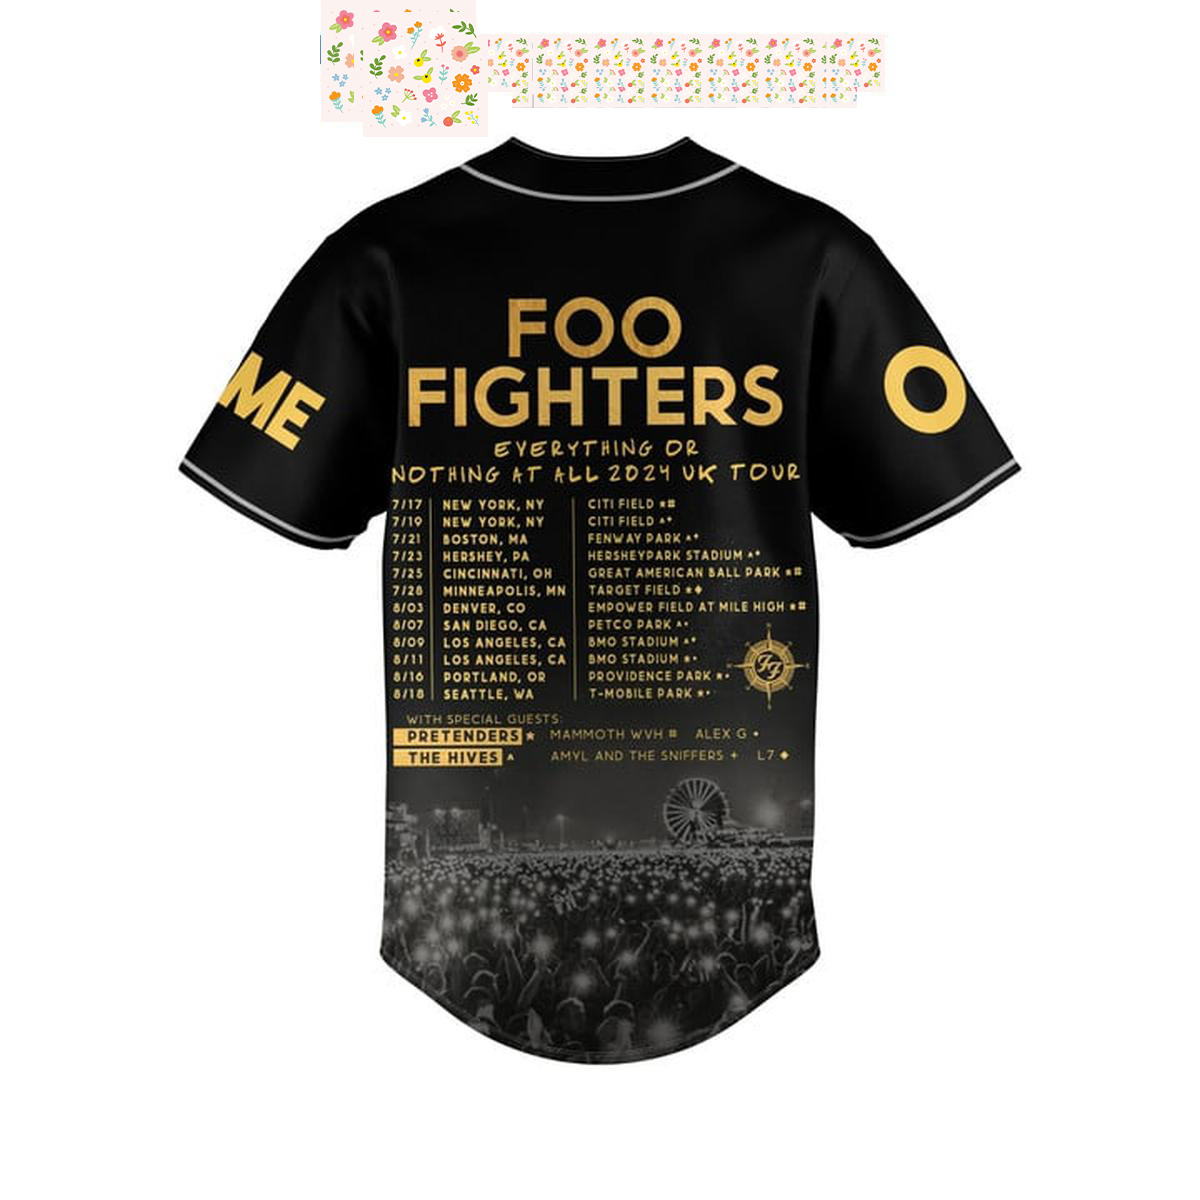 FOO
FIGHTERS
ME
O
EVERYTHING OR
NOTHING AT ALL 2024 UK TOUR
7/17 NEW YORK, NY CITI FIELD *#
7/19 NEW YORK, NY CITI FIELD ^+
7/21 BOSTON, MA FENWAY PARK ^+
7/23 HERSHEY, PA HERSHEYPARK STADIUM ^+
7/25 CINCINNATI, OH GREAT AMERICAN BALL PARK *#
7/28 MINNEAPOLIS, MN TARGET FIELD *◆
8/03 DENVER, CO EMPOWER FIELD AT MILE HIGH *#
8/07 SAN DIEGO, CA PETCO PARK ^•
8/09 LOS ANGELES, CA BMO STADIUM ^+
8/11 LOS ANGELES, CA BMO STADIUM *•
8/16 PORTLAND, OR PROVIDENCE PARK *•
8/18 SEATTLE, WA T-MOBILE PARK *•
N
FF
WITH SPECIAL GUESTS:
PRETENDERS * MAMMOTH WVH # ALEX G •
THE HIVES ^ AMYL AND THE SNIFFERS + L7 ◆